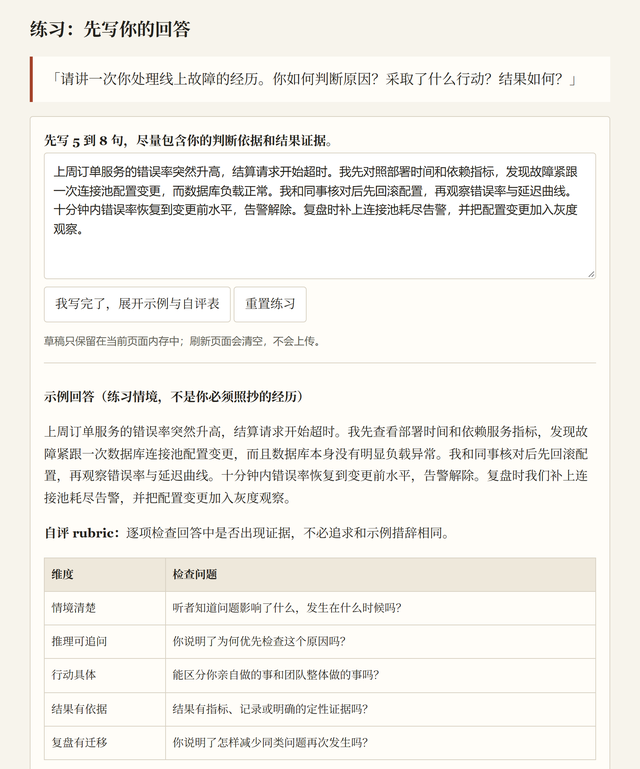 练习：先写你的回答
「请讲一次你处理线上故障的经历。你如何判断原因？采取了什么行动？结果如何？」
先写 5 到 8 句，尽量包含你的判断依据和结果证据。
上周订单服务的错误率突然升高，结算请求开始超时。我先对照部署时间和依赖指标，发现故障紧跟
一次连接池配置变更，而数据库负载正常。我和同事核对后先回滚配置，再观察错误率与延迟曲线。
十分钟内错误率恢复到变更前水平，告警解除。复盘时补上连接池耗尽告警，并把配置变更加入灰度
观察。
我写完了，展开示例与自评表
重置练习
草稿只保留在当前页面内存中；刷新页面会清空，不会上传。
示例回答（练习情境，不是你必须照抄的经历）
上周订单服务的错误率突然升高，结算请求开始超时。我先查看部署时间和依赖服务指标，发现故
障紧跟一次数据库连接池配置变更，而且数据库本身没有明显负载异常。我和同事核对后先回滚配
置，再观察错误率与延迟曲线。十分钟内错误率恢复到变更前水平，告警解除。复盘时我们补上连
接池耗尽告警，并把配置变更加入灰度观察。
自评 rubric：逐项检查回答中是否出现证据，不必追求和示例措辞相同。
维度 检查问题
情境清楚 听者知道问题影响了什么，发生在什么时候吗？
推理可追问 你说明了为何优先检查这个原因吗？
行动具体 能区分你亲自做的事和团队整体做的事吗？
结果有依据 结果有指标、记录或明确的定性证据吗？
复盘有迁移 你说明了怎样减少同类问题再次发生吗？